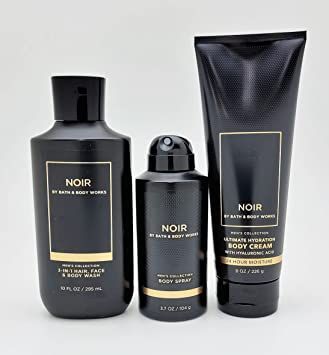 NOIR
BY BATH & BODY WORKS
MEN'S COLLECTION
3-IN-1 HAIR, FACE
& BODY WASH
10 FL OZ / 295 mL
NOIR
BY BATH & BODY WORKS
MEN'S COLLECTION
BODY SPRAY
3.7 OZ / 104 g
NOIR
BY BATH & BODY WORKS
MEN'S COLLECTION
ULTIMATE HYDRATION
BODY CREAM
WITH HYALURONIC ACID
24 HOUR MOISTURE
8 OZ / 226 g